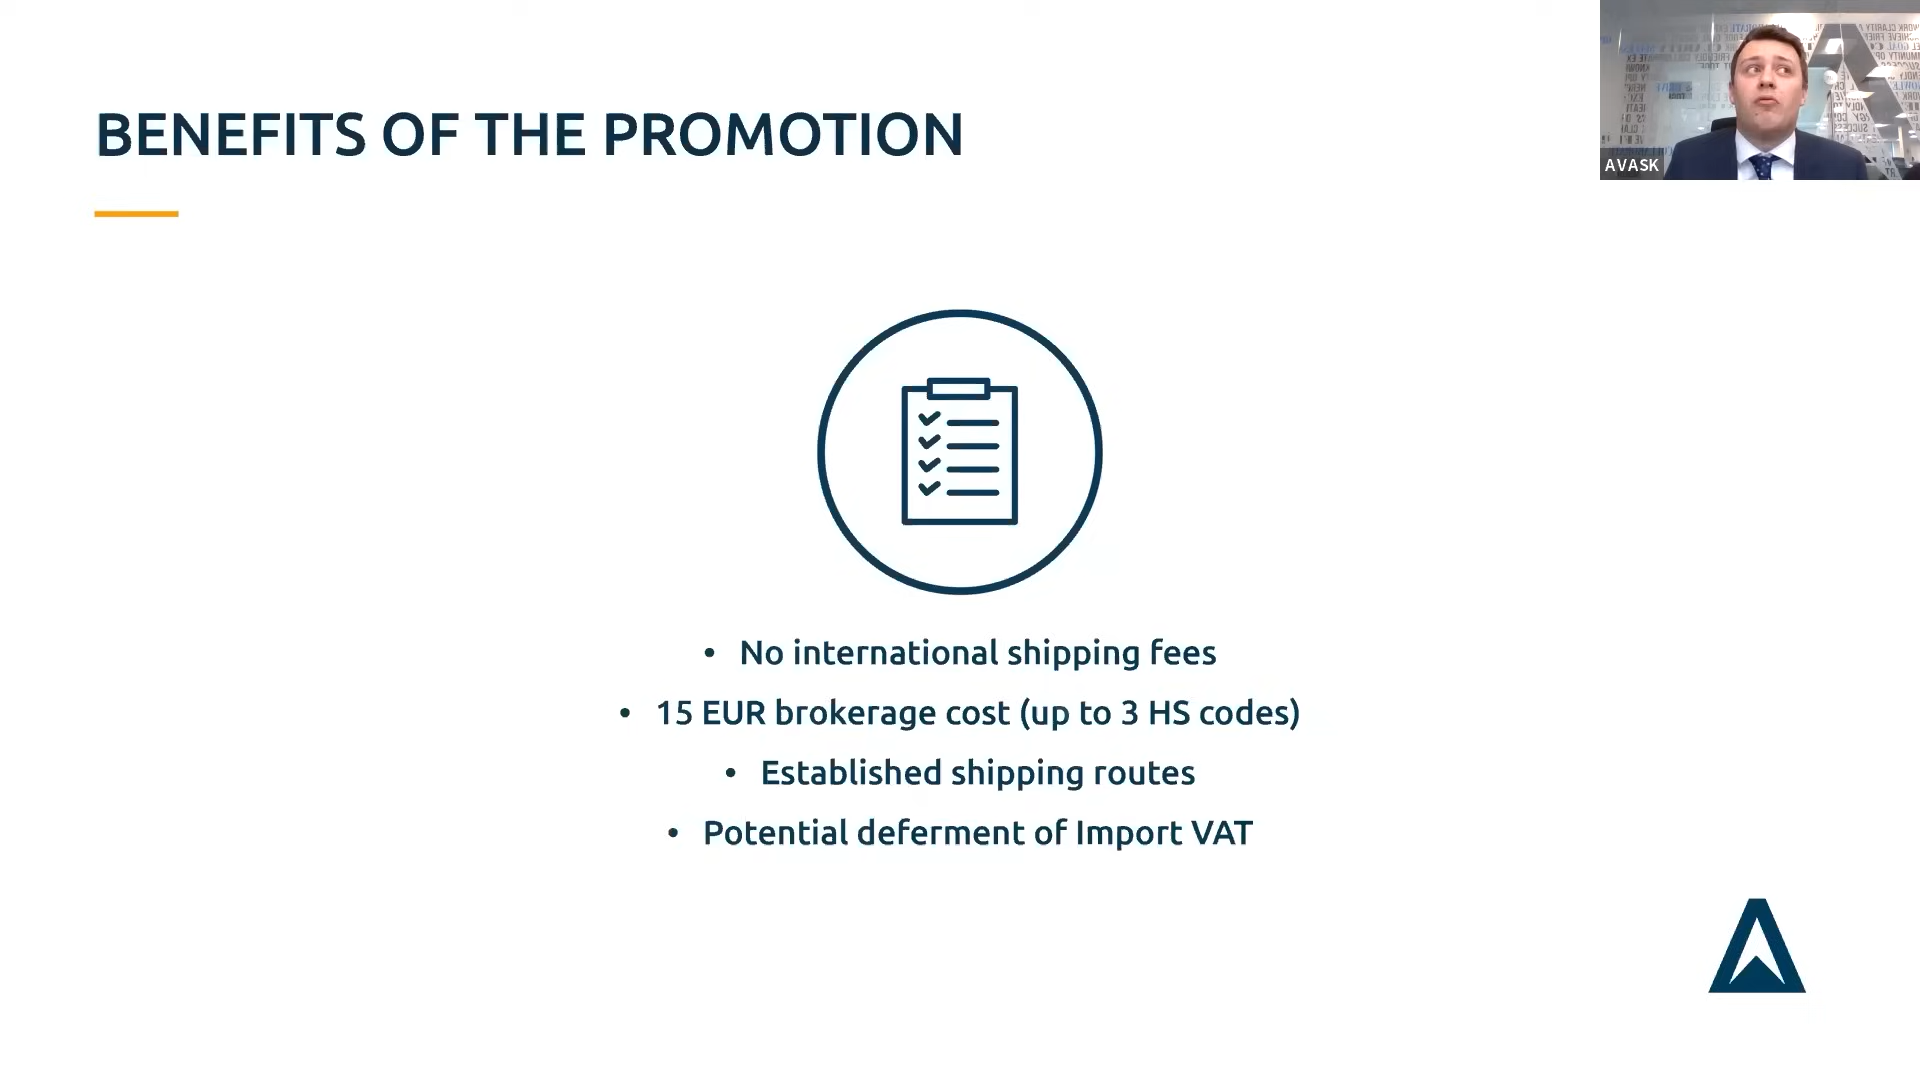 BENEFITS OF THE PROMOTION
AVASK
• No international shipping fees
• 15 EUR brokerage cost (up to 3 HS codes)
• Established shipping routes
• Potential deferment of Import VAT